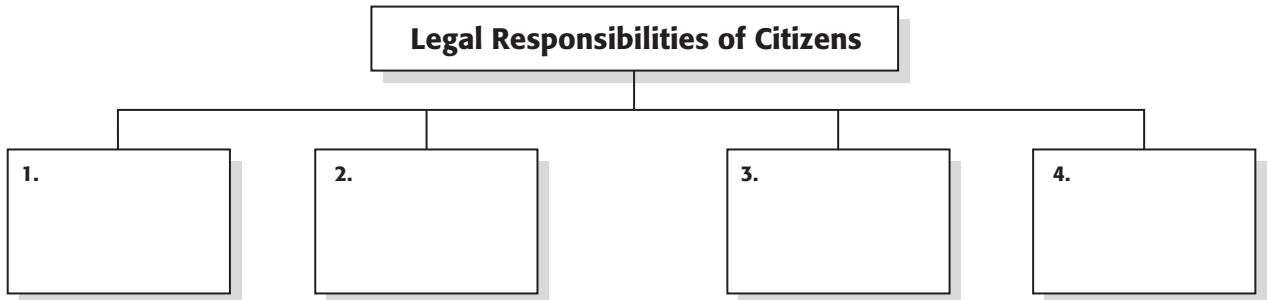 Legal Responsibilities of Citizens
1.
2.
3.
4.